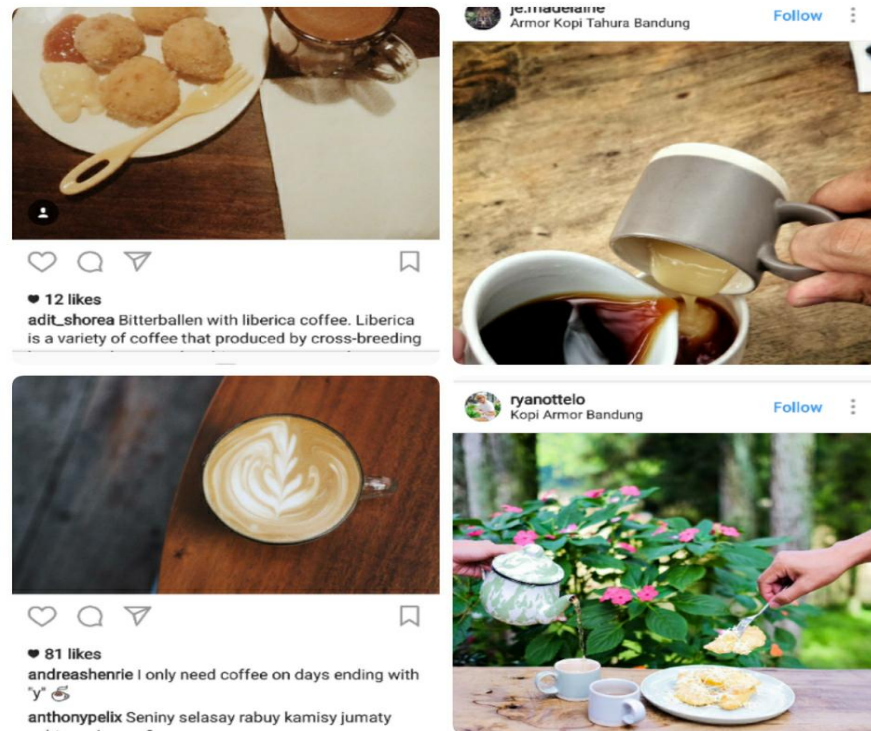 12 likes
adit_shorea Bitterballen with liberica coffee. Liberica
is a variety of coffee that produced by cross-breeding
81 likes
andreashenrie I only need coffee on days ending with
"y" ☕
anthonypelix Seniny selasay rabuy kamisy jumaty
je.madelaine
Armor Kopi Tahura Bandung
Follow
ryanottelo
Kopi Armor Bandung
Follow